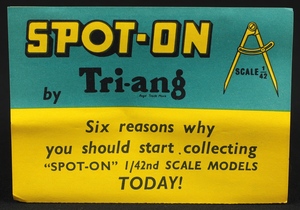 SPOT-ON
SCALE 1/42
by Tri-ang
Six reasons why
you should start collecting
"SPOT-ON" 1/42nd SCALE MODELS
TODAY!